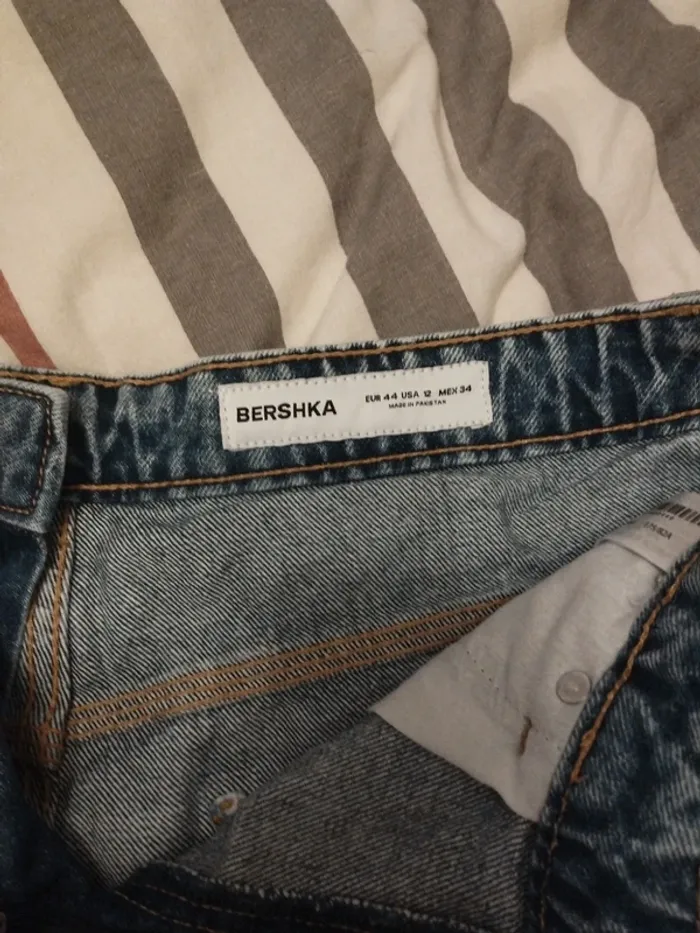 BERSHKA
EUR 44 USA 12 MEX 34
MADE IN PAKISTAN